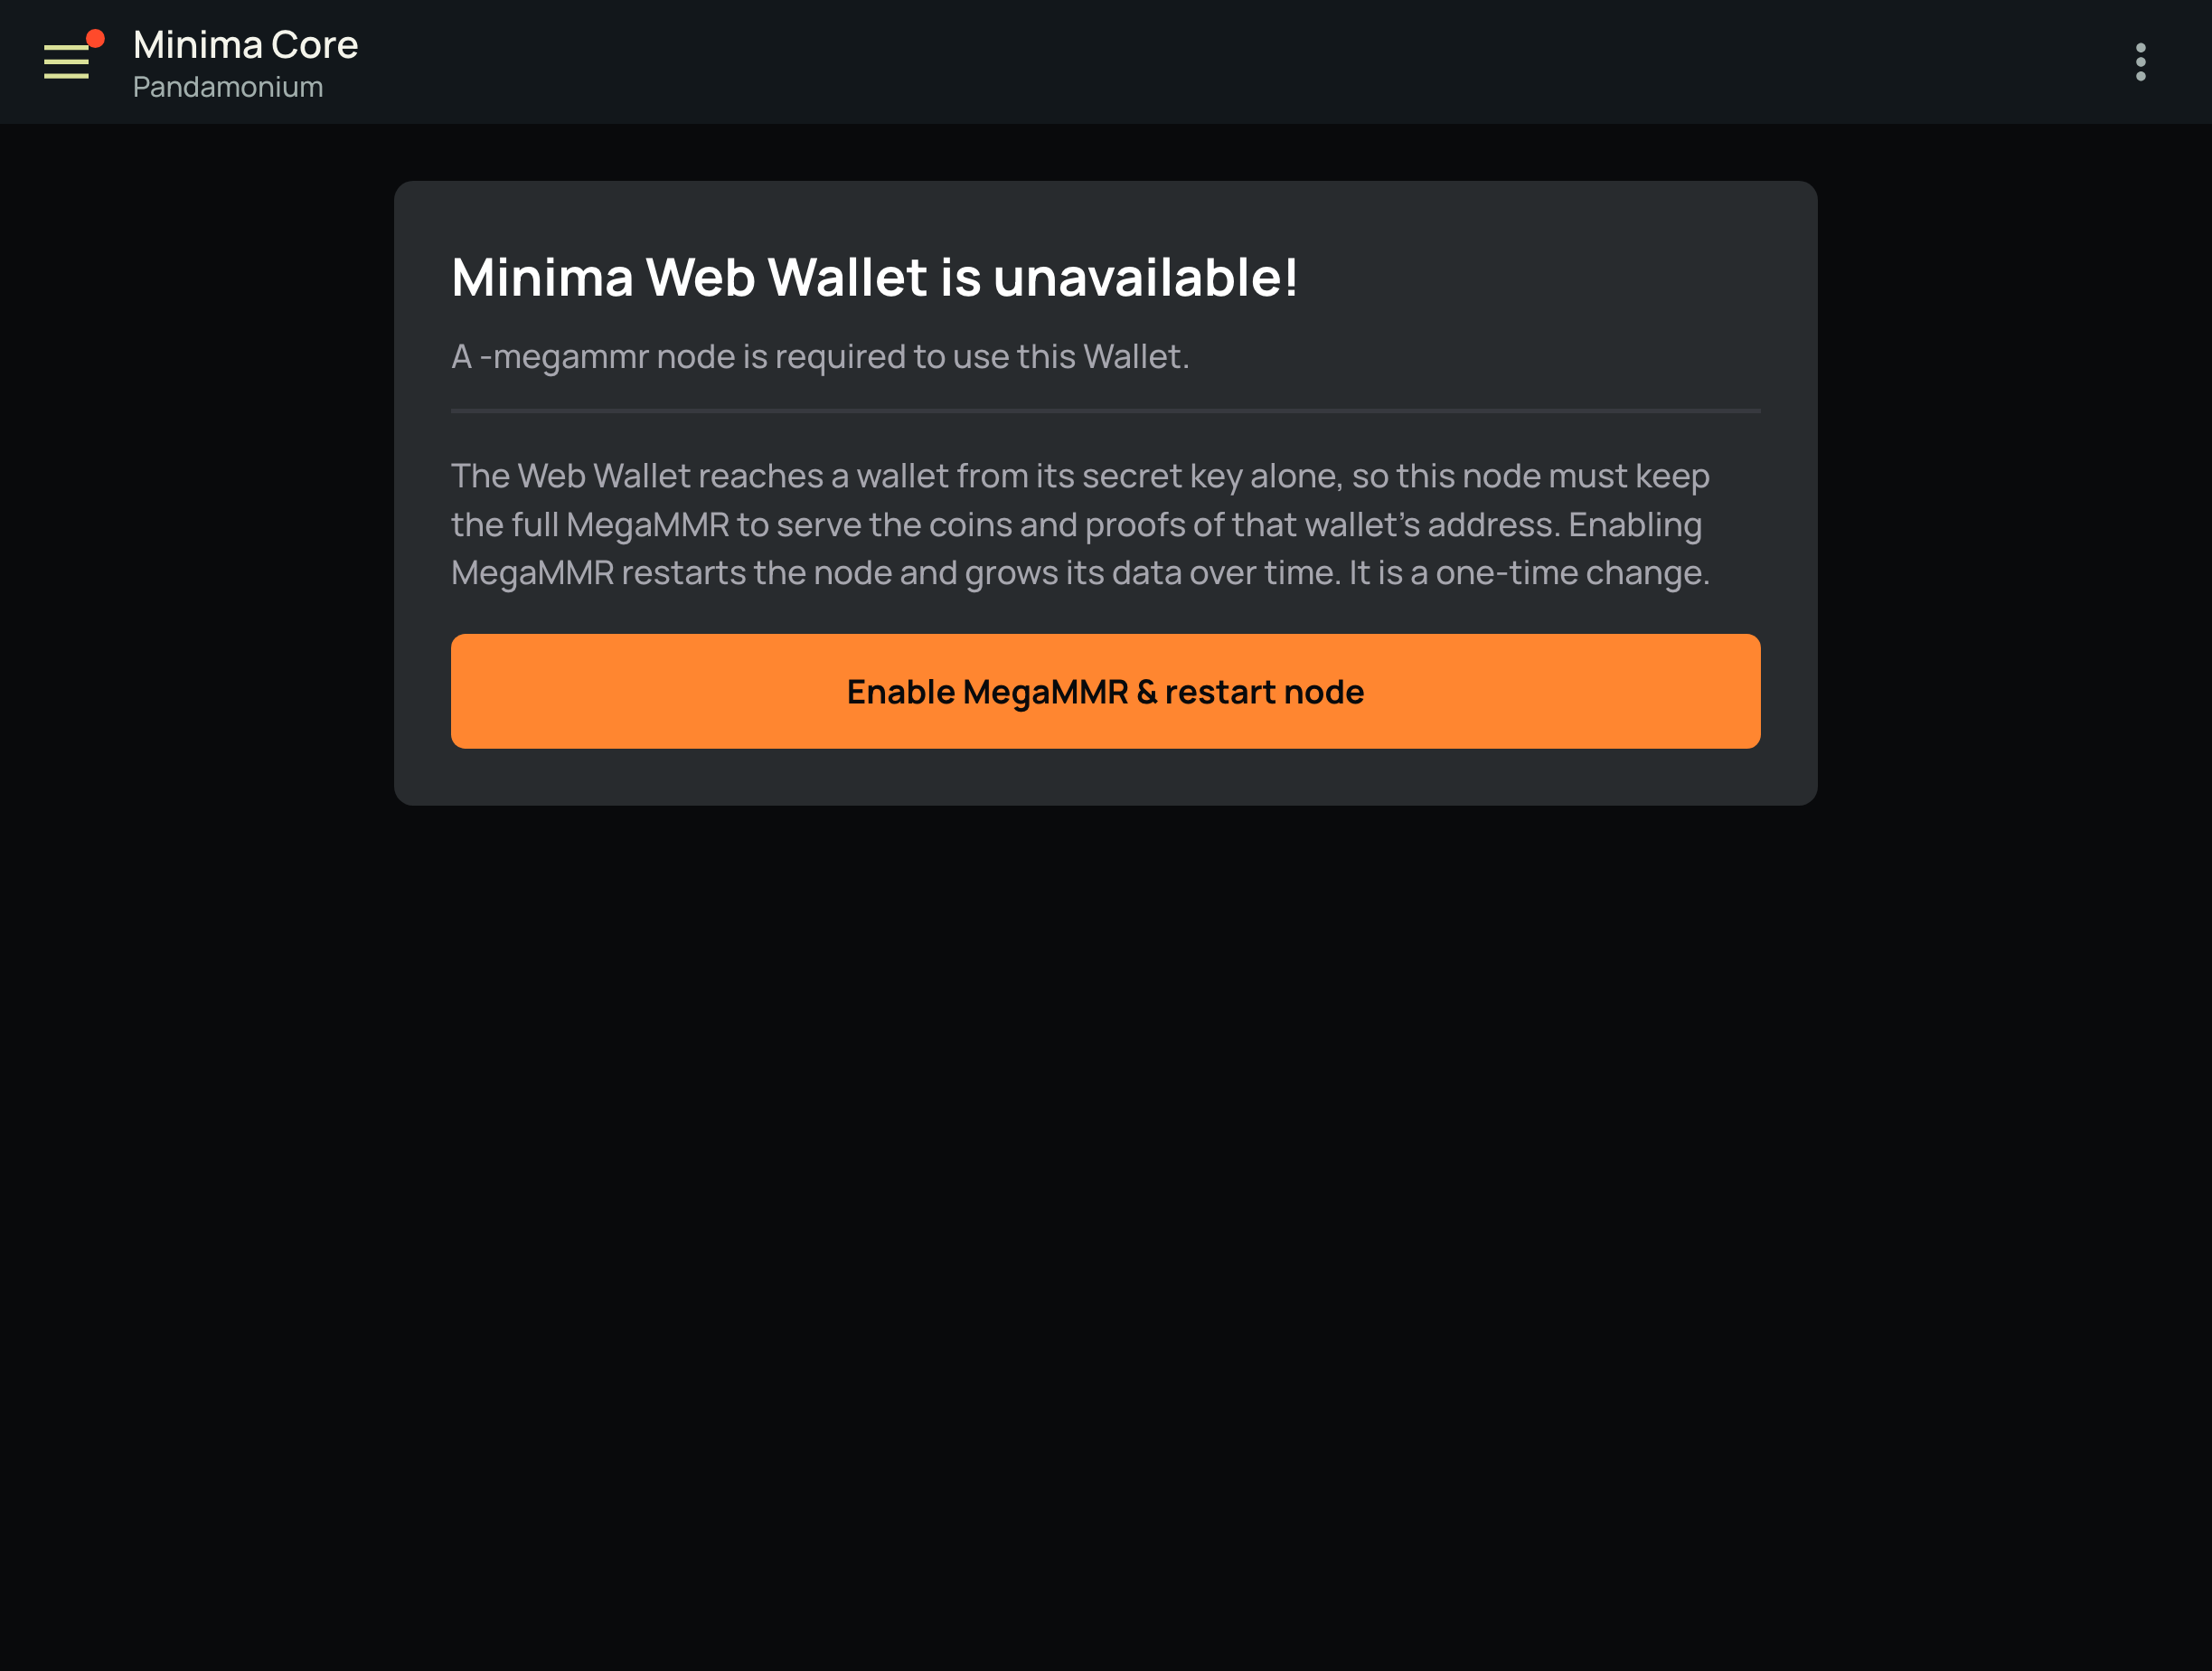 Minima Core
Pandamonium
Minima Web Wallet is unavailable!
A -megammr node is required to use this Wallet.
The Web Wallet reaches a wallet from its secret key alone, so this node must keep
the full MegaMMR to serve the coins and proofs of that wallet’s address. Enabling
MegaMMR restarts the node and grows its data over time. It is a one-time change.
Enable MegaMMR & restart node